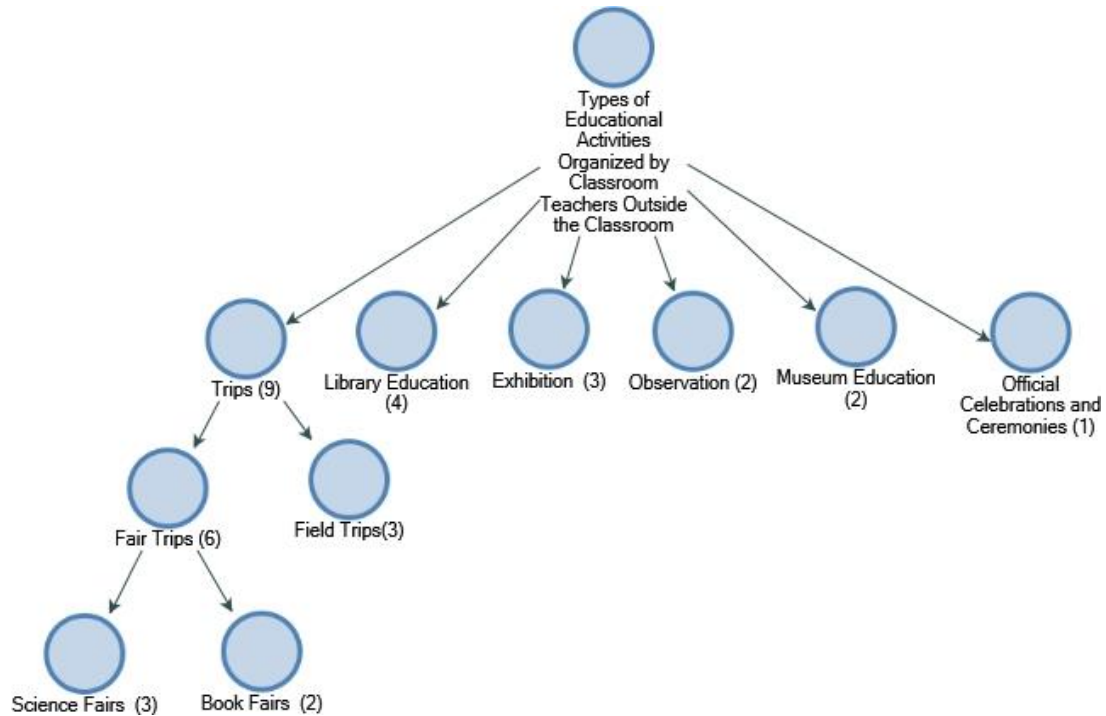 Types of
Educational
Activities
Organized by
Classroom
Teachers Outside
the Classroom
Trips (9)
Library Education
(4)
Exhibition (3)
Observation (2)
Museum Education
(2)
Official
Celebrations and
Ceremonies (1)
Fair Trips (6)
Field Trips(3)
Science Fairs (3)
Book Fairs (2)